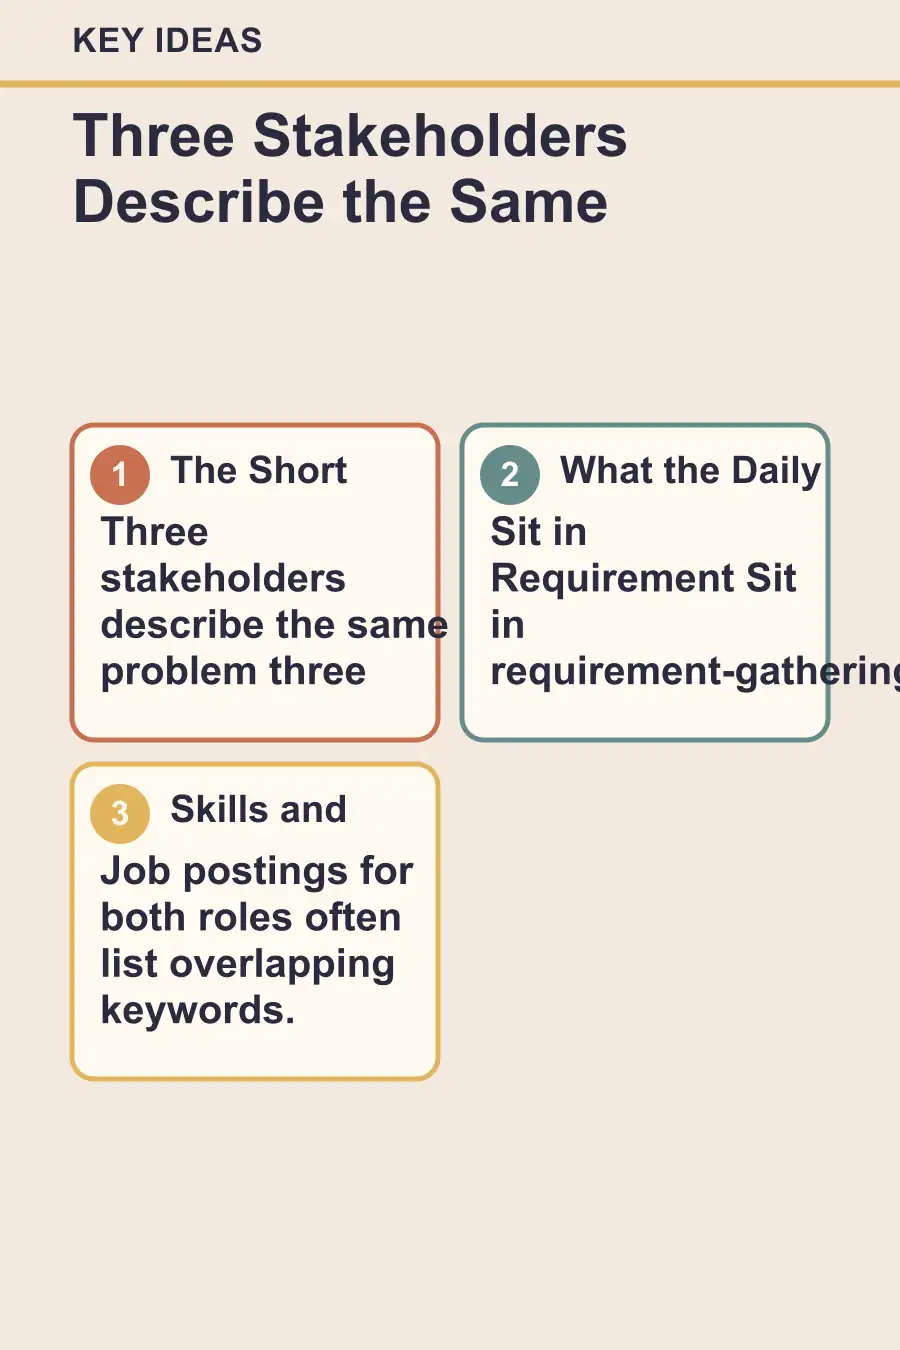 KEY IDEAS
Three Stakeholders
Describe the Same
1 The Short
Three
stakeholders
describe the same
problem three
2 What the Daily
Sit in
Requirement Sit
in
requirement-gathering
3 Skills and
Job postings for
both roles often
list overlapping
keywords.